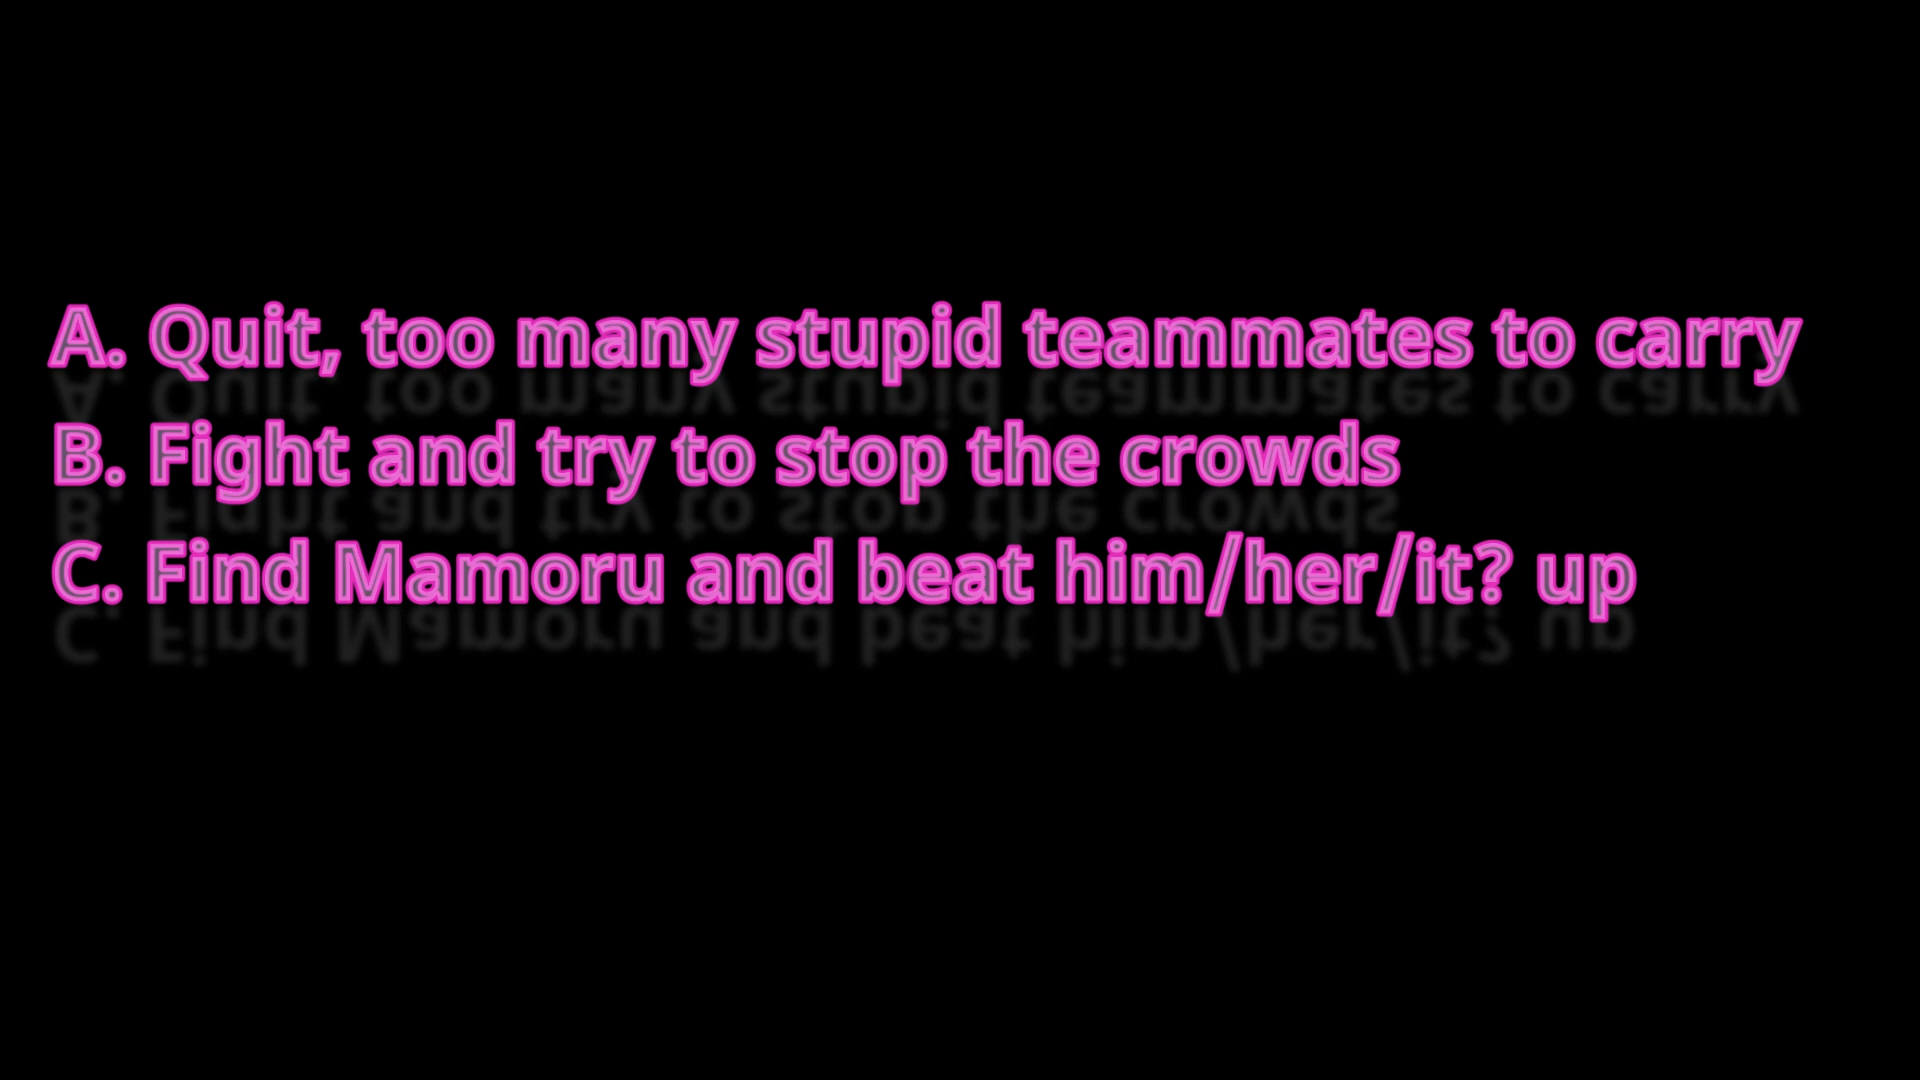 A. Quit, too many stupid teammates to carry
B. Fight and try to stop the crowds
C. Find Mamoru and beat him/her/it? up